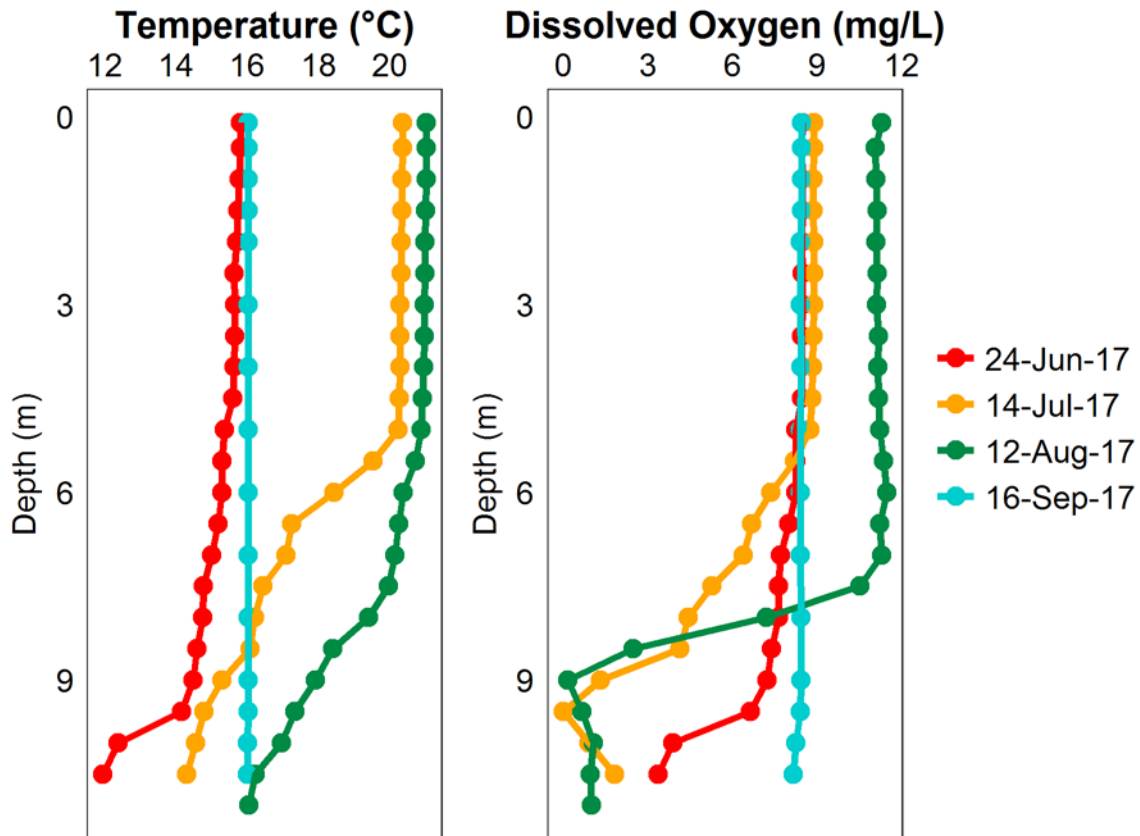 Temperature (°C) Dissolved Oxygen (mg/L)
12 14 16 18 20 0 3 6 9 12
0 0
3 3
6 6
9 9
Depth (m) Depth (m)
24-Jun-17
14-Jul-17
12-Aug-17
16-Sep-17